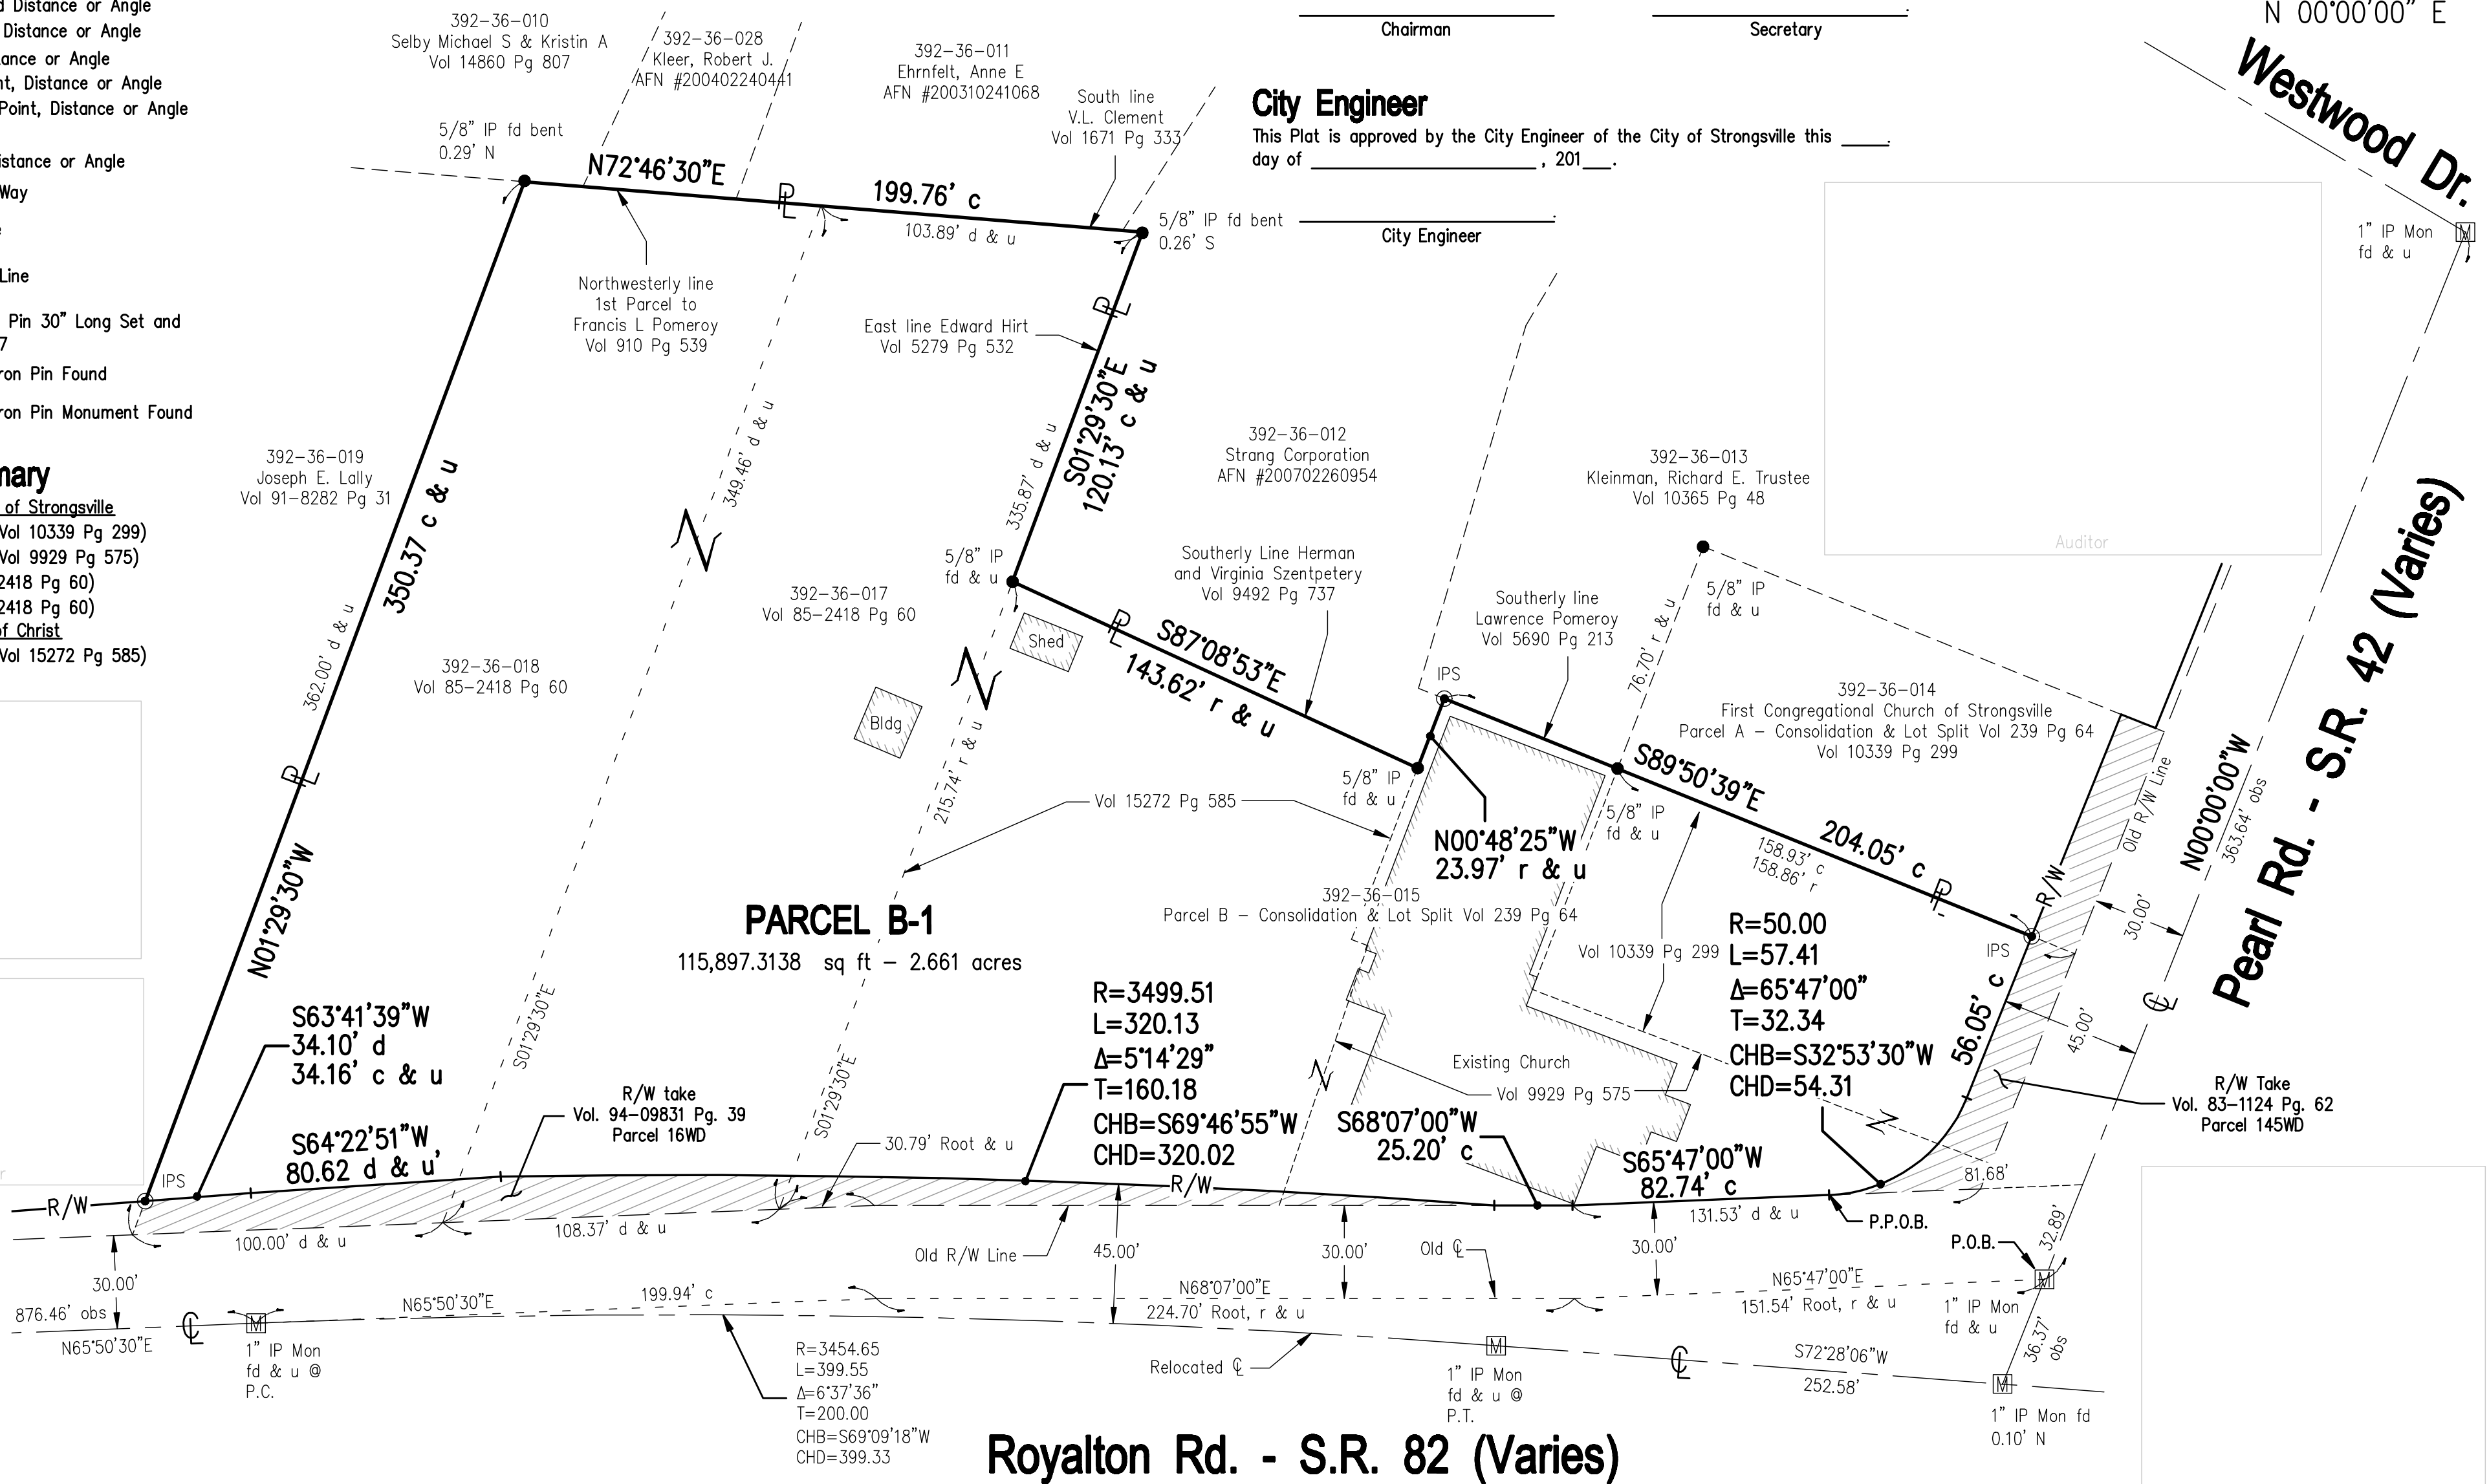 d Distance or Angle
Distance or Angle
tance or Angle
nt, Distance or Angle
Point, Distance or Angle
istance or Angle
Way
Line
Pin 30" Long Set and
7
ron Pin Found
ron Pin Monument Found
mary
of Strongsville
Vol 10339 Pg 299)
Vol 9929 Pg 575)
2418 Pg 60)
2418 Pg 60)
of Christ
Vol 15272 Pg 585)
392-36-010
Selby Michael S & Kristin A
Vol 14860 Pg 807
392-36-028
Kleer, Robert J.
AFN #200402240441
392-36-011
Ehrnfelt, Anne E
AFN #200310241068
South line
V.L. Clement
Vol 1671 Pg 333
Chairman
Secretary
N 00°00'00" E
City Engineer
This Plat is approved by the City Engineer of the City of Strongsville this ____.
day of ____________, 201__.
City Engineer
Westwood Dr.
1" IP Mon
fd & u
5/8" IP fd bent
0.29' N
N72°46'30"E
PL
199.76' c
103.89' d & u
5/8" IP fd bent
0.26' S
Northwesterly line
1st Parcel to
Francis L Pomeroy
Vol 910 Pg 539
East line Edward Hirt
Vol 5279 Pg 532
PL
S01°29'30"E
120.13' c & u
335.87' d & u
349.46' d & u
392-36-019
Joseph E. Lally
Vol 91-8282 Pg 31
350.37 c & u
362.00' d & u
PL
N01°29'30"W
392-36-012
Strang Corporation
AFN #200702260954
392-36-013
Kleinman, Richard E. Trustee
Vol 10365 Pg 48
Auditor
5/8" IP
fd & u
392-36-017
Vol 85-2418 Pg 60
392-36-018
Vol 85-2418 Pg 60
Shed
Bldg
215.74' r & u
Southerly Line Herman
and Virginia Szentpetery
Vol 9492 Pg 737
PL
S87°08'53"E
143.62' r & u
Southerly line
Lawrence Pomeroy
Vol 5690 Pg 213
76.70' r & u
5/8" IP
fd & u
IPS
392-36-014
First Congregational Church of Strongsville
Parcel A - Consolidation & Lot Split Vol 239 Pg 64
Vol 10339 Pg 299
S89°50'39"E
204.05' c
158.93' c
158.86' r
PL
5/8" IP
fd & u
5/8" IP
fd & u
Vol 15272 Pg 585
N00°48'25"W
23.97' r & u
392-36-015
Parcel B - Consolidation & Lot Split Vol 239 Pg 64
Vol 10339 Pg 299
PARCEL B-1
115,897.3138 sq ft - 2.661 acres
R=50.00
L=57.41
Δ=65°47'00"
T=32.34
CHB=S32°53'30"W
CHD=54.31
IPS
R/W
Old R/W Line
N00°00'00"W
363.64' obs
Pearl Rd. - S.R. 42 (Varies)
30.00'
45.00'
CL
56.05' c
R/W Take
Vol. 83-1124 Pg. 62
Parcel 145WD
S63°41'39"W
34.10' d
34.16' c & u
S64°22'51"W
80.62 d & u'
S01°29'30"E
S01°29'30"E
R/W take
Vol. 94-09831 Pg. 39
Parcel 16WD
R=3499.51
L=320.13
Δ=5°14'29"
T=160.18
CHB=S69°46'55"W
CHD=320.02
30.79' Root & u
Existing Church
Vol 9929 Pg 575
S68°07'00"W
25.20' c
S65°47'00"W
82.74' c
81.68'
IPS
R/W
R/W
100.00' d & u
108.37' d & u
131.53' d & u
P.P.O.B.
P.O.B.
32.89'
Old R/W Line
45.00'
30.00'
Old CL
30.00'
30.00'
876.46' obs
N65°50'30"E
CL
1" IP Mon
fd & u @
P.C.
N65°50'30"E
199.94' c
N68°07'00"E
224.70' Root, r & u
N65°47'00"E
151.54' Root, r & u
1" IP Mon
fd & u
36.37'
obs
R=3454.65
L=399.55
Δ=6°37'36"
T=200.00
CHB=S69°09'18"W
CHD=399.33
Relocated CL
1" IP Mon
fd & u @
P.T.
CL
S72°28'06"W
252.58'
1" IP Mon fd
0.10' N
M
M
M
M
M
Royalton Rd. - S.R. 82 (Varies)